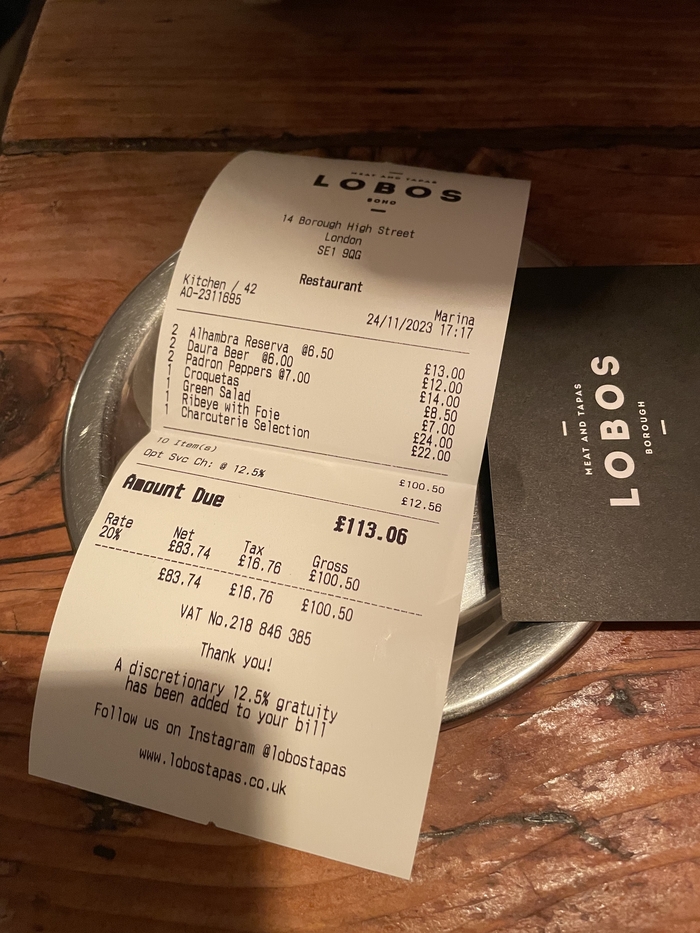 MEAT AND TAPAS
LOBOS
SOHO
14 Borough High Street
London
SE1 9QG
Restaurant
Kitchen / 42
AO-2311695
Marina
24/11/2023 17:17
2 Alhambra Reserva @6.50 £13.00
2 Daura Beer @6.00 £12.00
2 Padron Peppers @7.00 £14.00
1 Croquetas £8.50
1 Green Salad £7.00
1 Ribeye with Foie £24.00
1 Charcuterie Selection £22.00
10 Item(s) £100.50
Opt Svc Ch: @ 12.5% £12.56
Amount Due £113.06
Rate Net Tax Gross
20% £83.74 £16.76 £100.50
£83.74 £16.76 £100.50
VAT No.218 846 385
Thank you!
A discretionary 12.5% gratuity
has been added to your bill
Follow us on Instagram @lobostapas
www.lobostapas.co.uk
MEAT AND TAPAS
LOBOS
BOROUGH